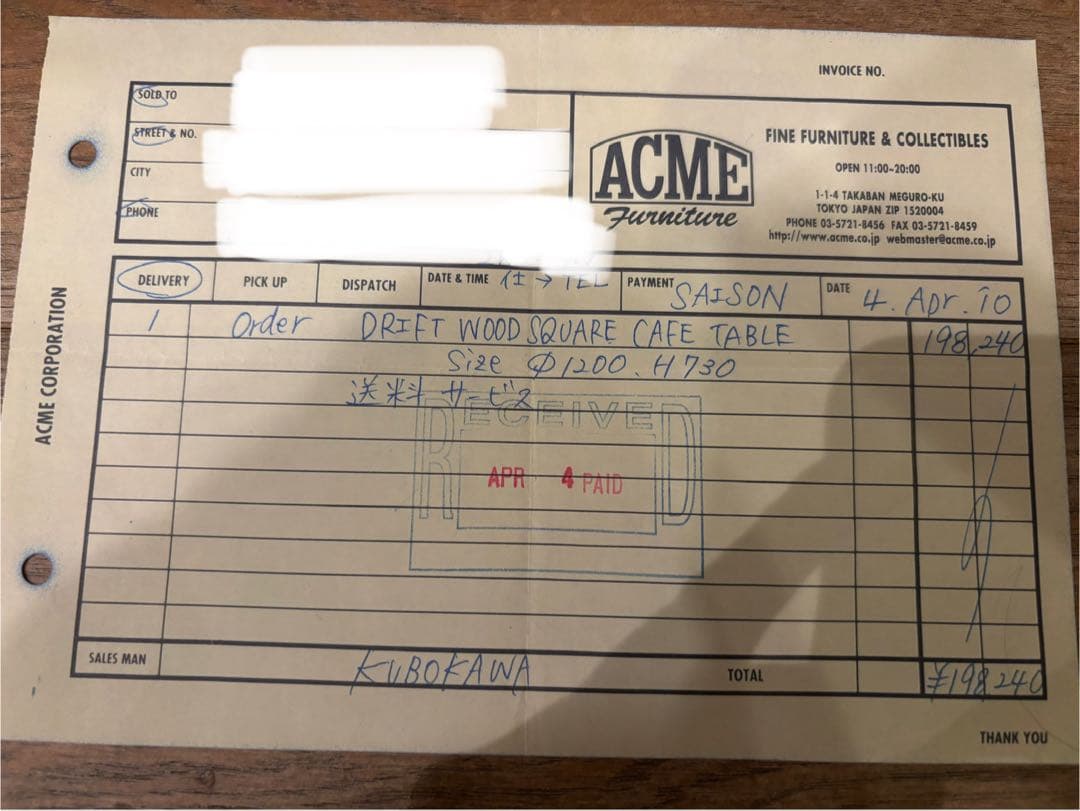 INVOICE NO.
SOLD TO
STREET & NO.
CITY
PHONE
ACME
Furniture
FINE FURNITURE & COLLECTIBLES
OPEN 11:00~20:00
1-1-4 TAKABAN MEGURO-KU
TOKYO JAPAN ZIP 1520004
PHONE 03-5721-8456 FAX 03-5721-8459
http://www.acme.co.jp webmaster@acme.co.jp
ACME CORPORATION
DELIVERY PICK UP DISPATCH DATE & TIME → TEL PAYMENT SAISON DATE 4. Apr. 10
1 Order DRIFT WOOD SQUARE CAFE TABLE 198,240
Size Φ1200. H730
送料サービス
RECEIVED
APR 4 PAID
SALES MAN KUBOKAWA TOTAL ¥198,240
THANK YOU